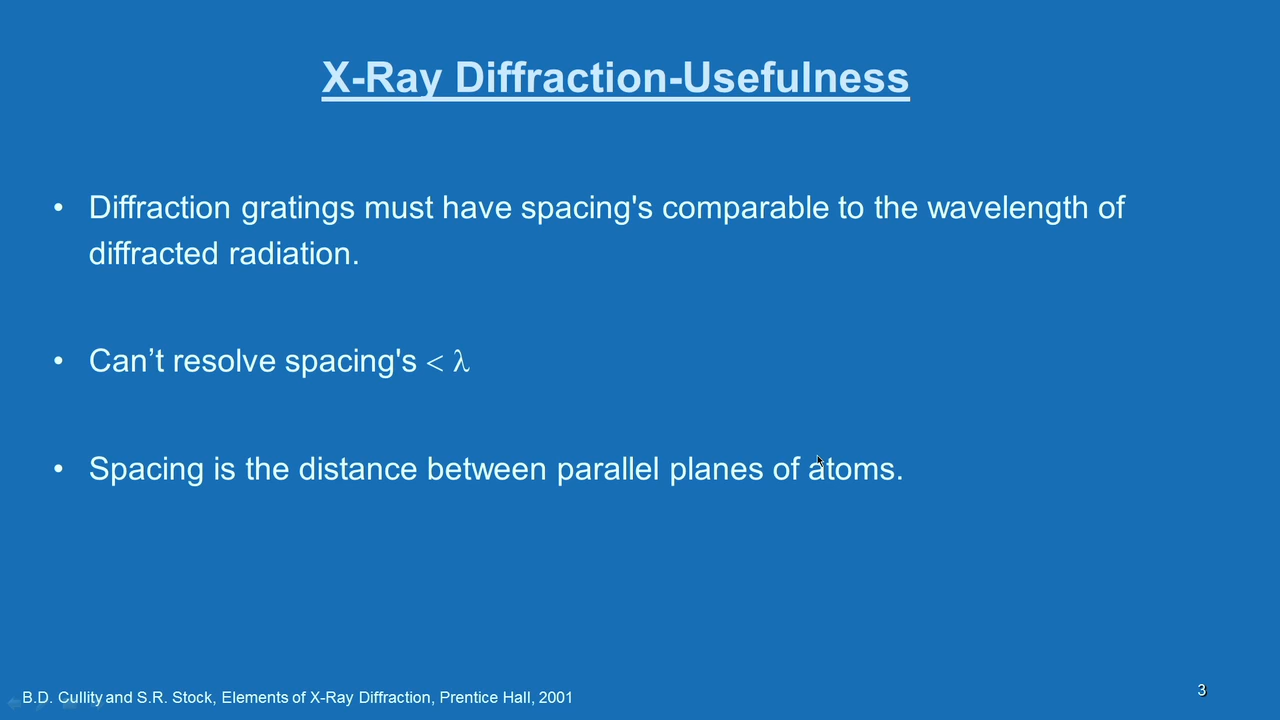 X-Ray Diffraction-Usefulness
• Diffraction gratings must have spacing's comparable to the wavelength of
diffracted radiation.
• Can’t resolve spacing's < λ
• Spacing is the distance between parallel planes of atoms.
B.D. Cullity and S.R. Stock, Elements of X-Ray Diffraction, Prentice Hall, 2001
3